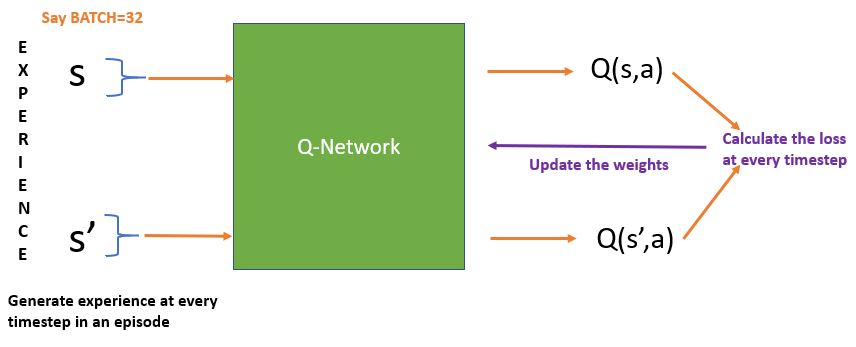 Say BATCH=32
EXPERIENCE
s
Q(s,a)
Q-Network
Calculate the loss
at every timestep
Update the weights
s’
Q(s’,a)
Generate experience at every
timestep in an episode